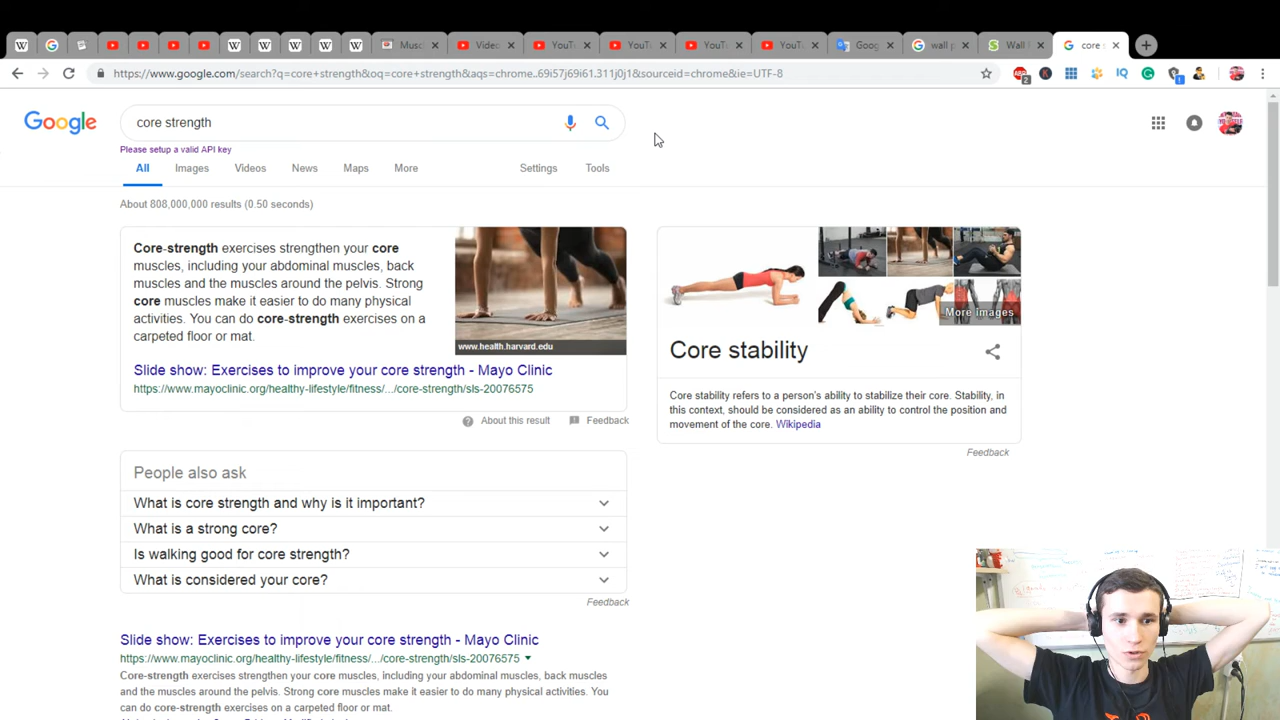 Muscl
Video
YouTu
YouT
YouT
YouTu
Goog
wall p
Wall
core s
https://www.google.com/search?q=core+strength&oq=core+strength&aqs=chrome..69i57j69i61.311j0j1&sourceid=chrome&ie=UTF-8
Google
core strength
Please setup a valid API key
All Images Videos News Maps More Settings Tools
About 808,000,000 results (0.50 seconds)
Core-strength exercises strengthen your core
muscles, including your abdominal muscles, back
muscles and the muscles around the pelvis. Strong
core muscles make it easier to do many physical
activities. You can do core-strength exercises on a
carpeted floor or mat.
www.health.harvard.edu
Slide show: Exercises to improve your core strength - Mayo Clinic
https://www.mayoclinic.org/healthy-lifestyle/fitness/.../core-strength/sls-20076575
About this result Feedback
More images
Core stability
Core stability refers to a person's ability to stabilize their core. Stability, in
this context, should be considered as an ability to control the position and
movement of the core. Wikipedia
Feedback
People also ask
What is core strength and why is it important?
What is a strong core?
Is walking good for core strength?
What is considered your core?
Feedback
Slide show: Exercises to improve your core strength - Mayo Clinic
https://www.mayoclinic.org/healthy-lifestyle/fitness/.../core-strength/sls-20076575
Core-strength exercises strengthen your core muscles, including your abdominal muscles, back muscles
and the muscles around the pelvis. Strong core muscles make it easier to do many physical activities. You
can do core-strength exercises on a carpeted floor or mat.